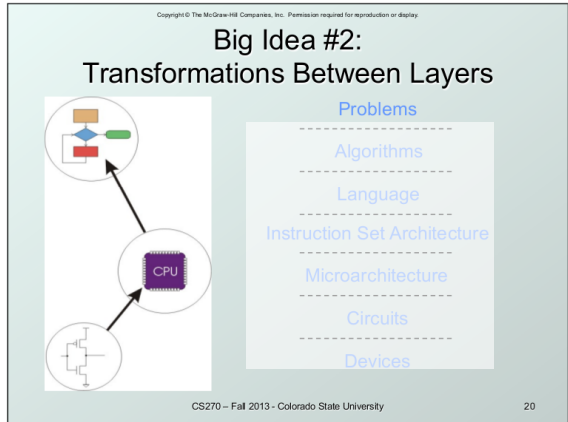 Copyright © The McGraw-Hill Companies, Inc. Permission required for reproduction or display.
Big Idea #2:
Transformations Between Layers
Problems
Algorithms
Language
Instruction Set Architecture
CPU
Microarchitecture
Circuits
Devices
CS270 – Fall 2013 - Colorado State University
20